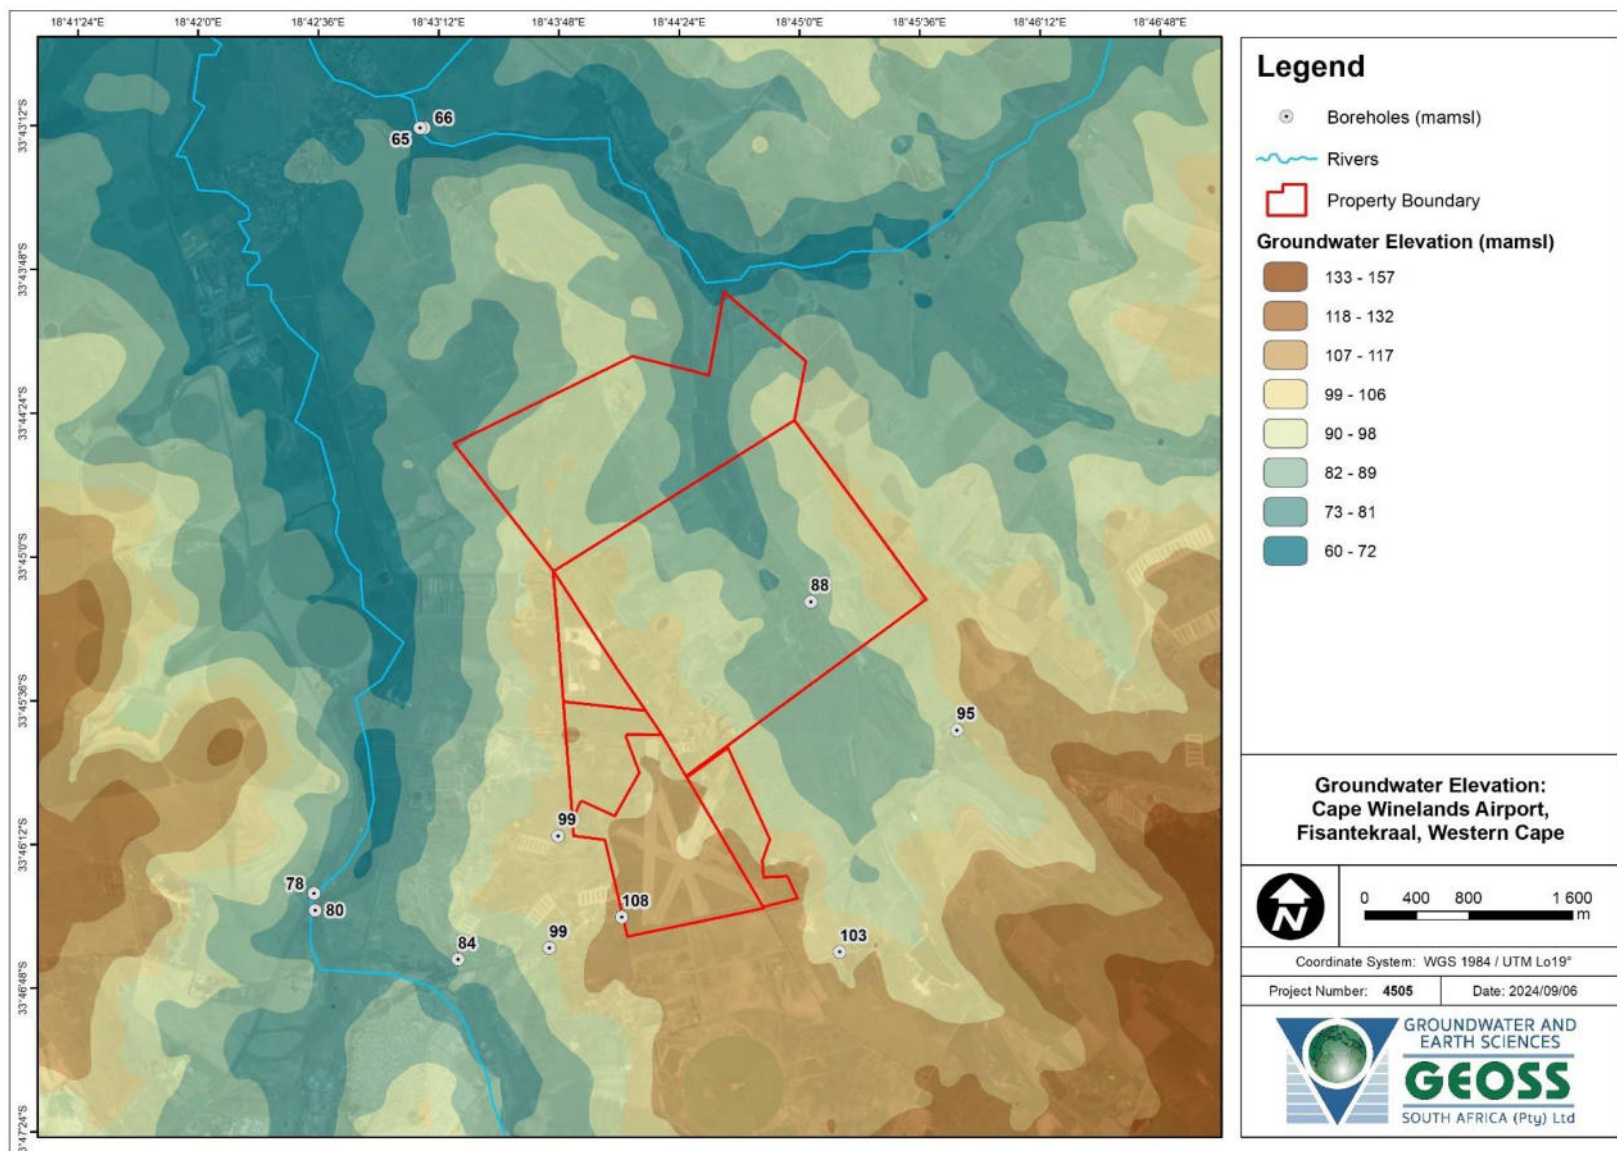 18°41'24"E
18°42'0"E
18°42'36"E
18°43'12"E
18°43'48"E
18°44'24"E
18°45'0"E
18°45'36"E
18°46'12"E
18°46'48"E
33°43'12"S
33°43'48"S
33°44'24"S
33°45'0"S
33°45'36"S
33°46'12"S
33°46'48"S
33°47'24"S
66
65
88
95
99
78
80
108
84
99
103
Legend
Boreholes (mamsl)
Rivers
Property Boundary
Groundwater Elevation (mamsl)
133 - 157
118 - 132
107 - 117
99 - 106
90 - 98
82 - 89
73 - 81
60 - 72
Groundwater Elevation:
Cape Winelands Airport,
Fisantekraal, Western Cape
N
0 400 800 1 600
m
Coordinate System: WGS 1984 / UTM Lo19°
Project Number: 4505 Date: 2024/09/06
GROUNDWATER AND
EARTH SCIENCES
GEOSS
SOUTH AFRICA (Pty) Ltd